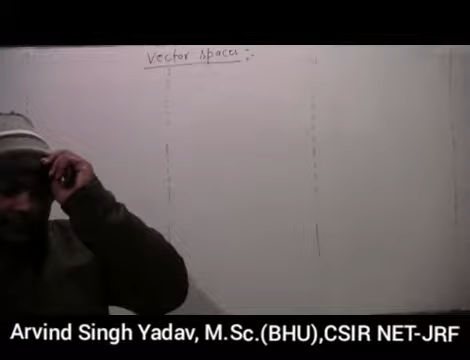 Vector spaces :-
Arvind Singh Yadav, M.Sc.(BHU),CSIR NET-JRF